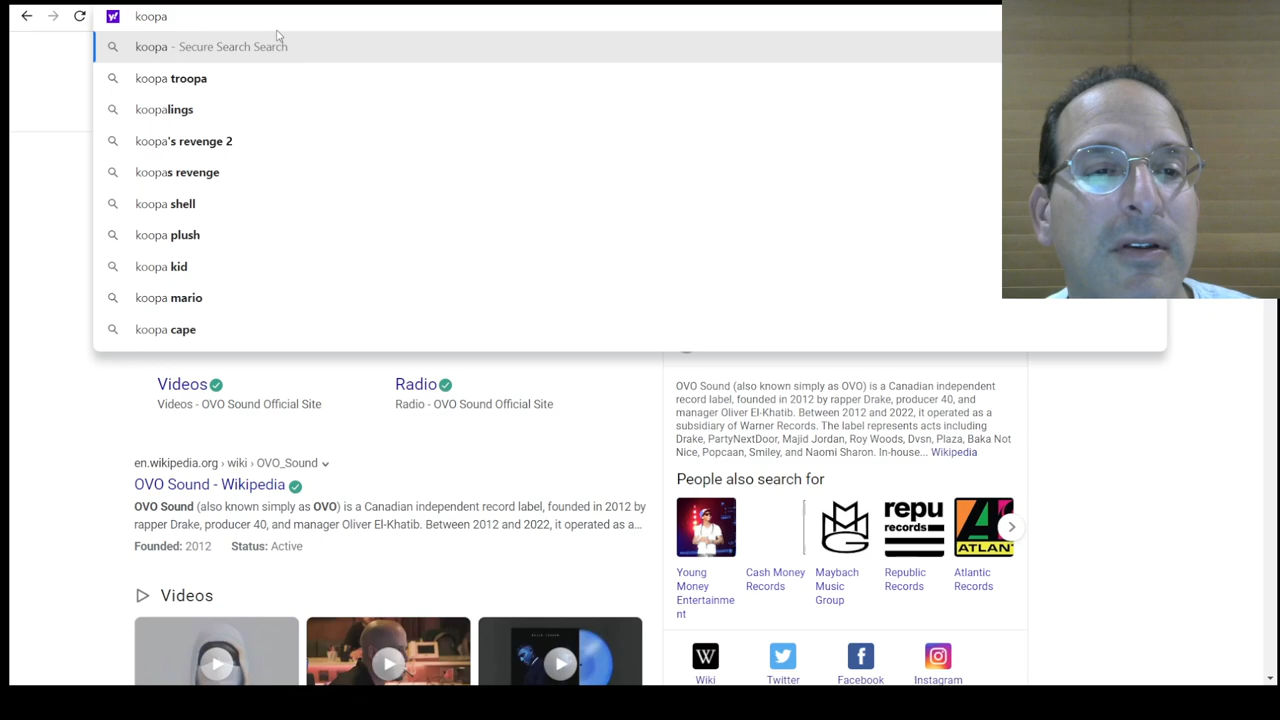 koopa
koopa - Secure Search Search
koopa troopa
koopalings
koopa's revenge 2
koopas revenge
koopa shell
koopa plush
koopa kid
koopa mario
koopa cape
Videos
Videos - OVO Sound Official Site
Radio
Radio - OVO Sound Official Site
en.wikipedia.org › wiki › OVO_Sound
OVO Sound - Wikipedia
OVO Sound (also known simply as OVO) is a Canadian independent record label, founded in 2012 by
rapper Drake, producer 40, and manager Oliver El-Khatib. Between 2012 and 2022, it operated as a...
Founded: 2012 Status: Active
Videos
OVO Sound (also known simply as OVO) is a Canadian independent
record label, founded in 2012 by rapper Drake, producer 40, and
manager Oliver El-Khatib. Between 2012 and 2022, it operated as a
subsidiary of Warner Records. The label represents acts including
Drake, PartyNextDoor, Majid Jordan, Roy Woods, Dvsn, Plaza, Baka Not
Nice, Popcaan, Smiley, and Naomi Sharon. In-house... Wikipedia
People also search for
repu
records
ATLAN
Young
Money
Entertainme
nt
Cash Money
Records
Maybach
Music
Group
Republic
Records
Atlantic
Records
W
Wiki
Twitter
Facebook
Instagram